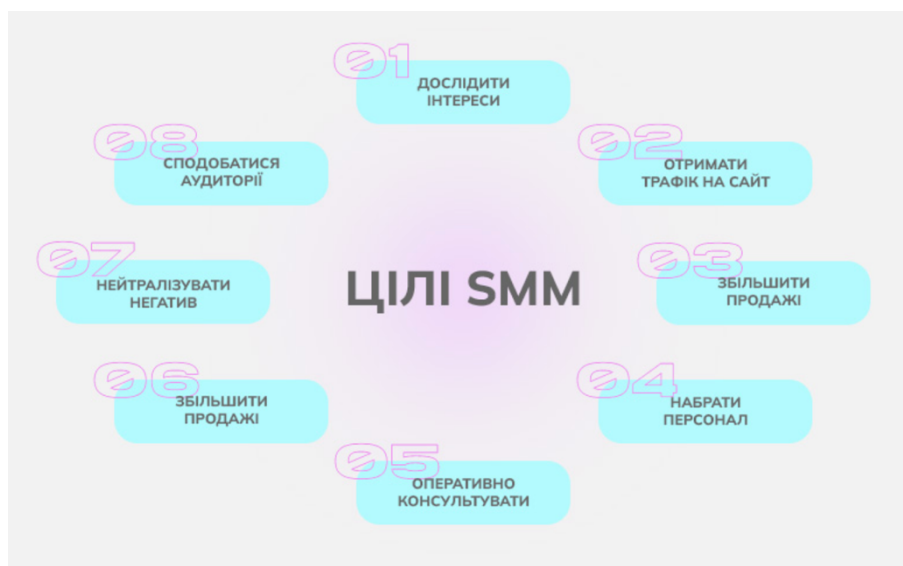 01
ДОСЛІДИТИ
ІНТЕРЕСИ
02
ОТРИМАТИ
ТРАФІК НА САЙТ
03
ЗБІЛЬШИТИ
ПРОДАЖІ
04
НАБРАТИ
ПЕРСОНАЛ
05
ОПЕРАТИВНО
КОНСУЛЬТУВАТИ
06
ЗБІЛЬШИТИ
ПРОДАЖІ
07
НЕЙТРАЛІЗУВАТИ
НЕГАТИВ
08
СПОДОБАТИСЯ
АУДИТОРІЇ
ЦІЛІ SMM